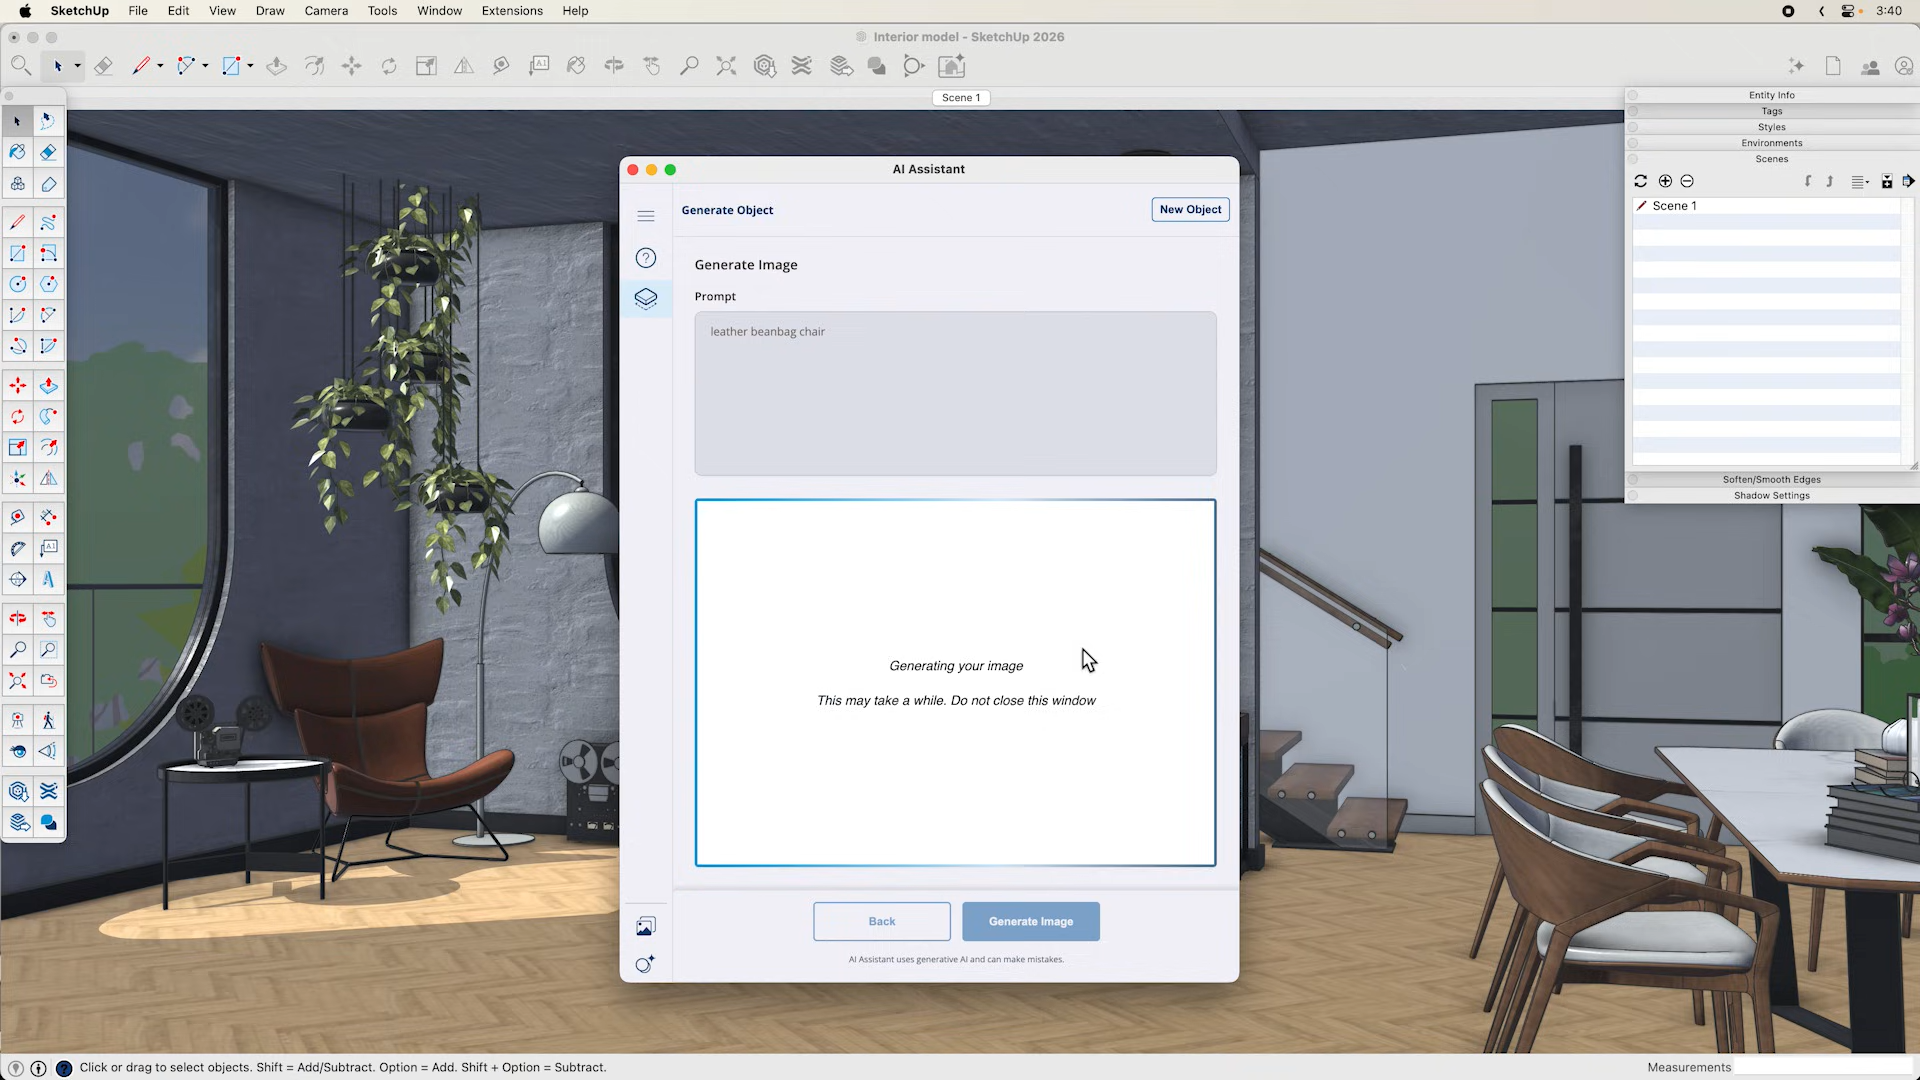 SketchUp File Edit View Draw Camera Tools Window Extensions Help 3:40
Interior model - SketchUp 2026
Scene 1
Entity Info
Tags
Styles
Environments
Scenes
Scene 1
Soften/Smooth Edges
Shadow Settings
AI Assistant
Generate Object
New Object
Generate Image
Prompt
leather beanbag chair
Generating your image
This may take a while. Do not close this window
Back
Generate Image
AI Assistant uses generative AI and can make mistakes.
Click or drag to select objects. Shift = Add/Subtract. Option = Add. Shift + Option = Subtract.
Measurements